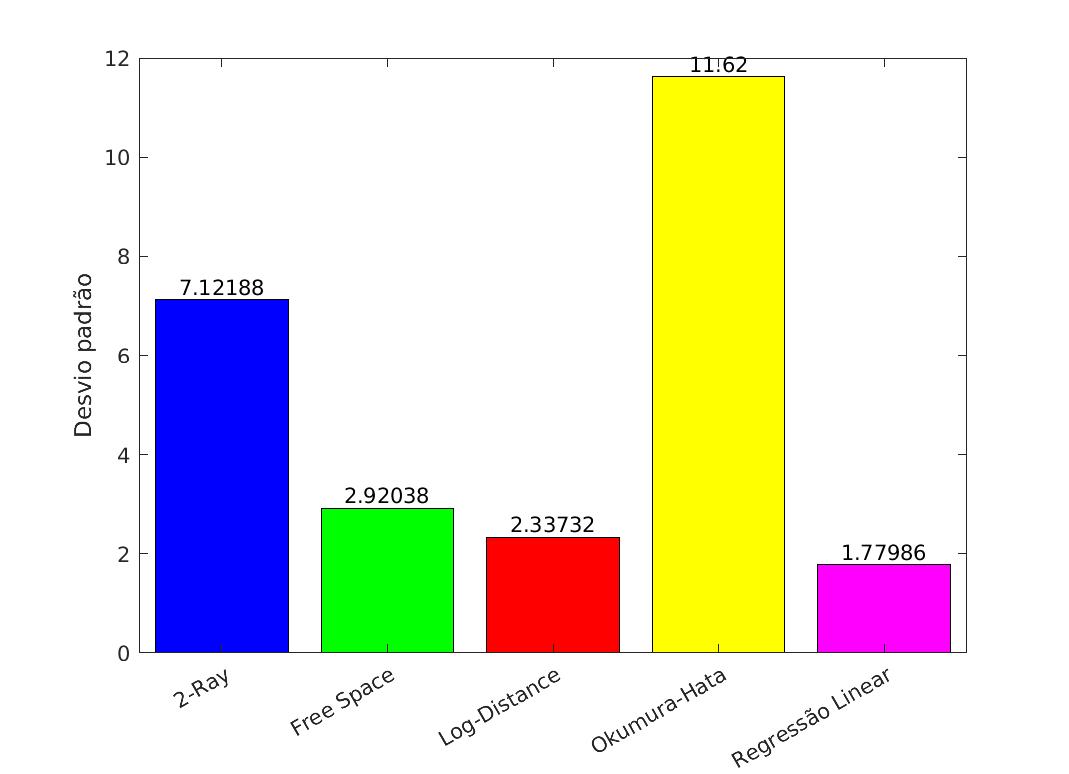 12
10
8
6
4
2
0
Desvio padrão
7.12188
2.92038
2.33732
11.62
1.77986
2-Ray
Free Space
Log-Distance
Okumura-Hata
Regressão Linear